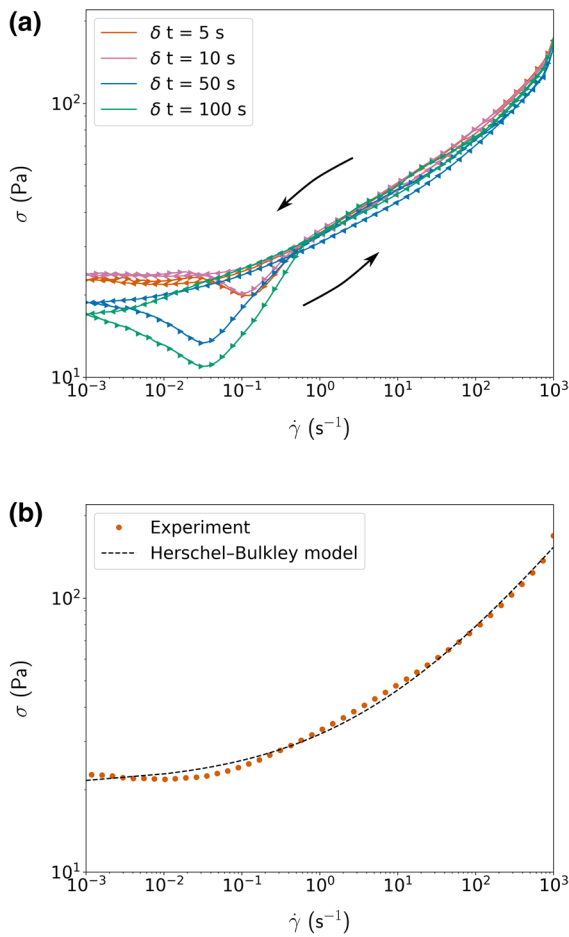 (a)
δ t = 5 s
δ t = 10 s
δ t = 50 s
δ t = 100 s
10²
σ (Pa)
10¹
10⁻³ 10⁻² 10⁻¹ 10⁰ 10¹ 10² 10³
γ̇ (s⁻¹)
(b)
Experiment
Herschel–Bulkley model
10²
σ (Pa)
10¹
10⁻³ 10⁻² 10⁻¹ 10⁰ 10¹ 10² 10³
γ̇ (s⁻¹)